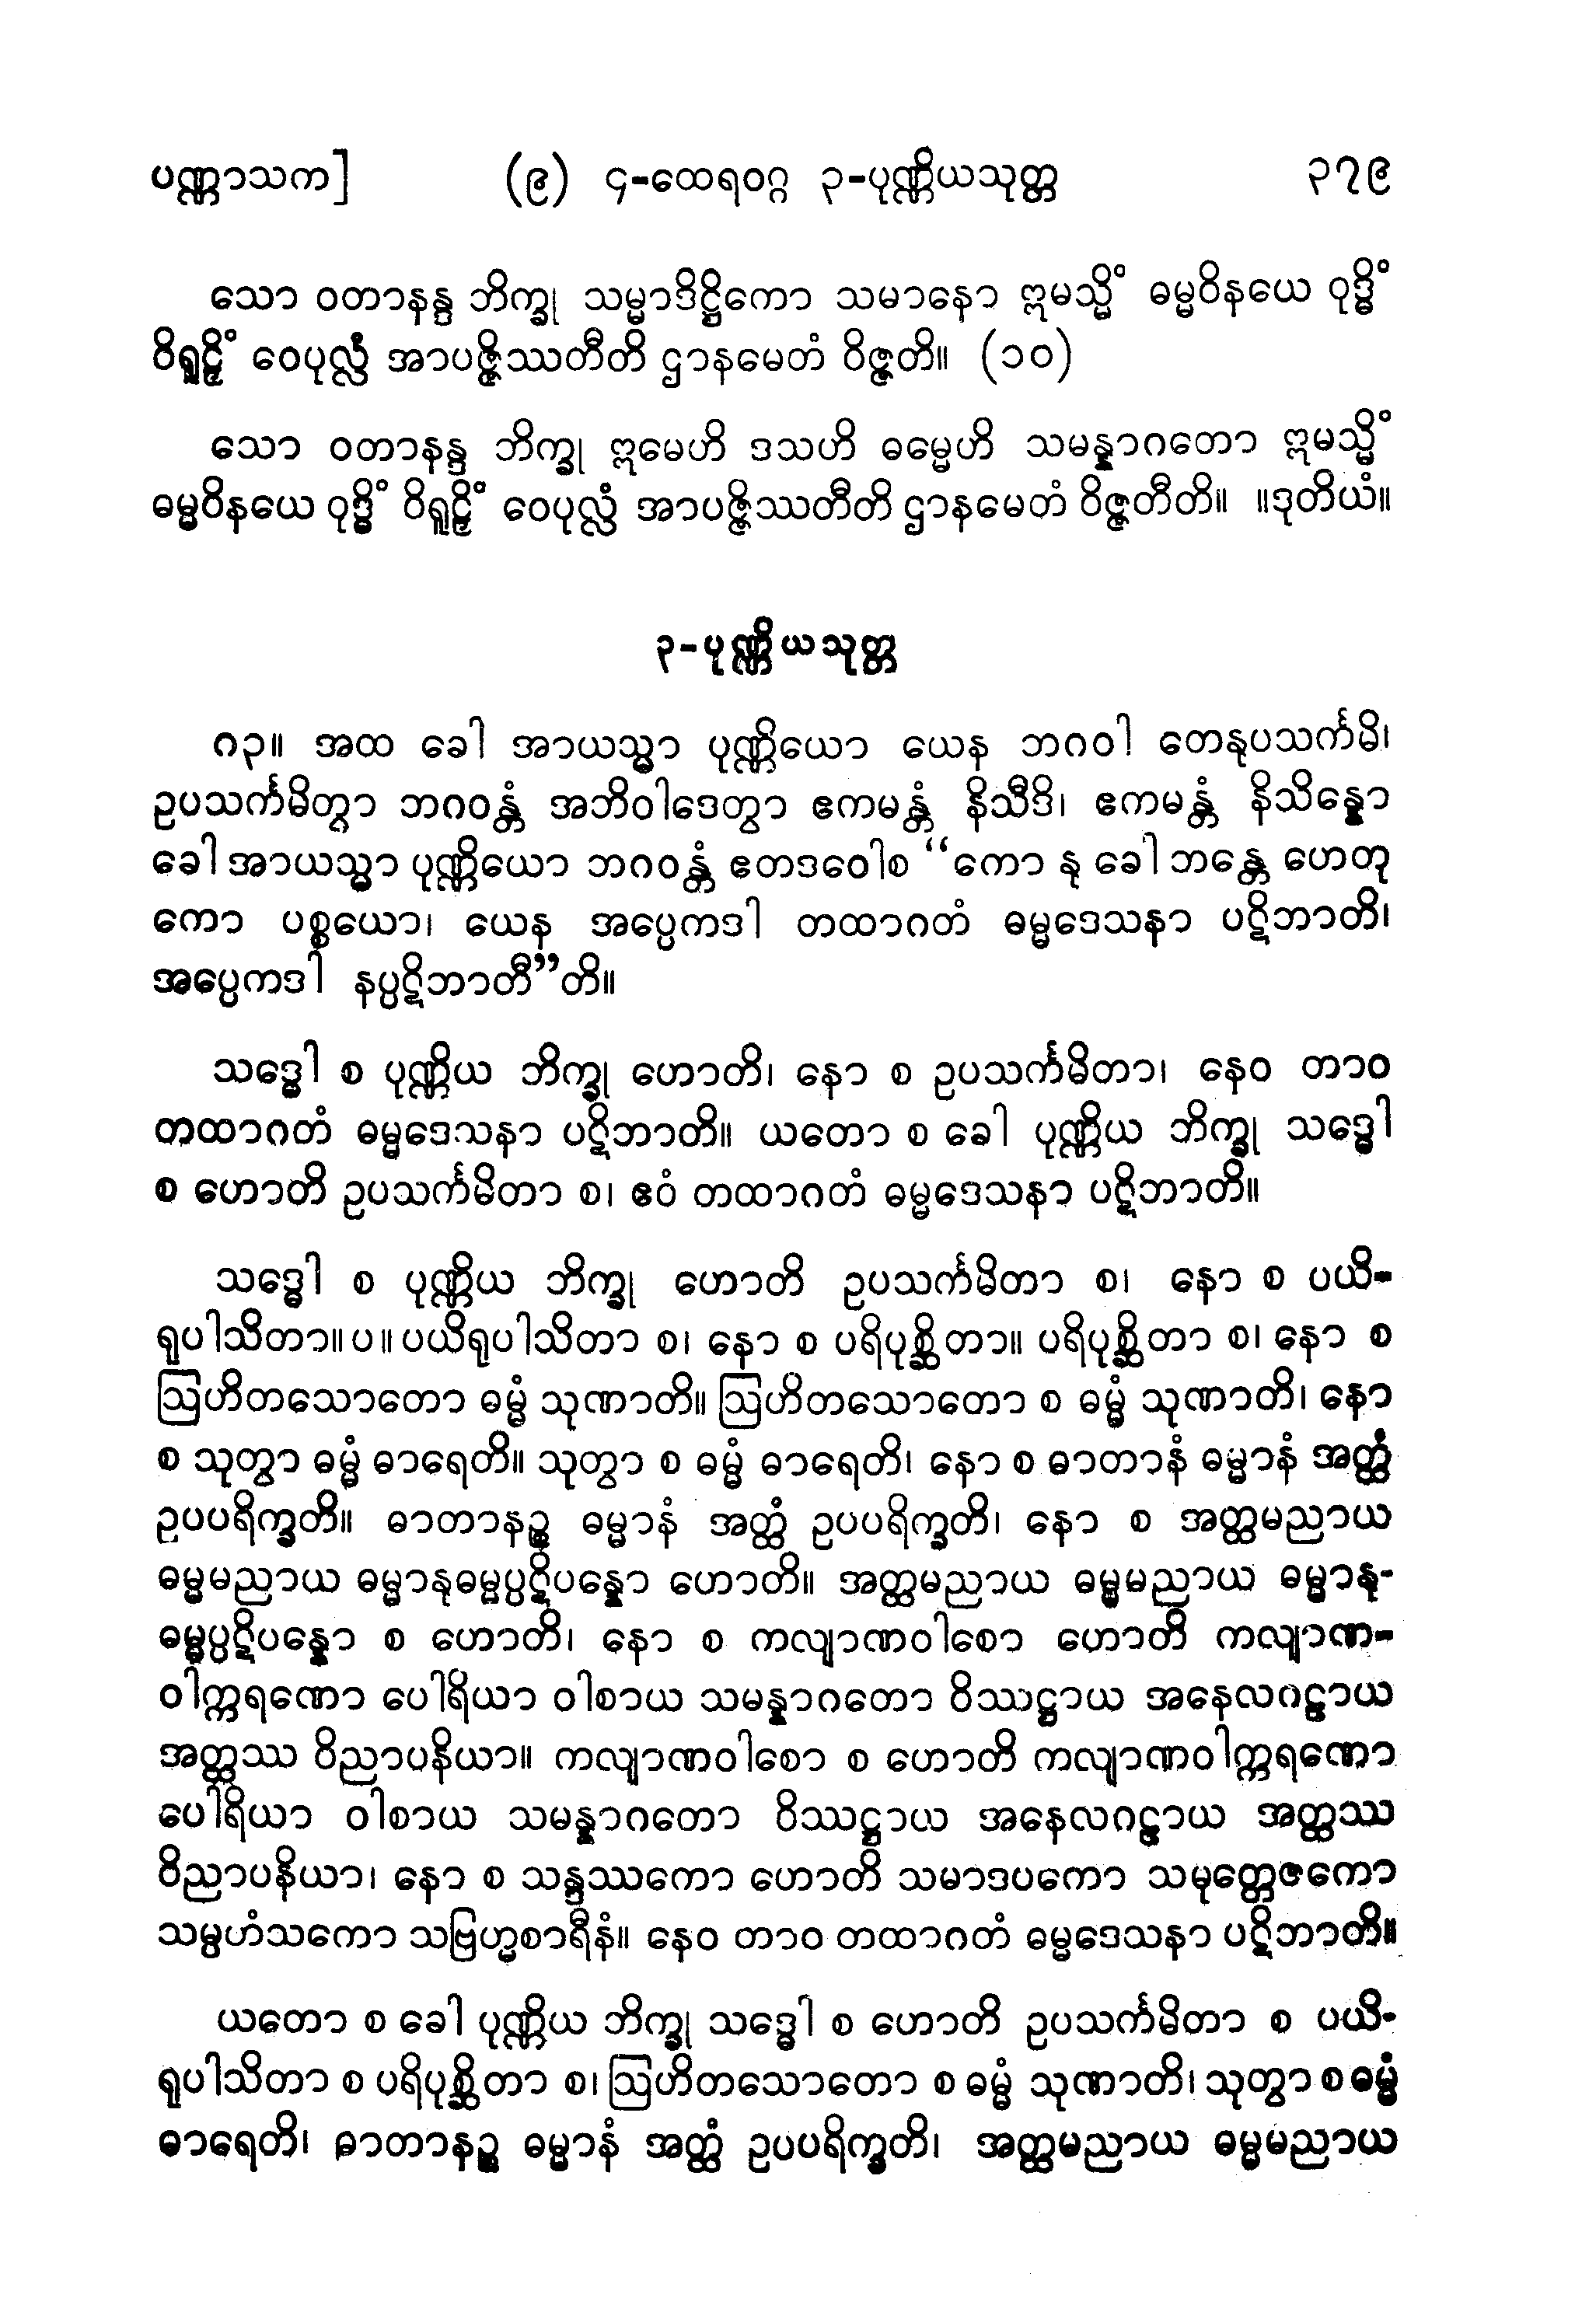 ပဏ္ဏာသက] (၉) ၄-ထေရဝဂ္ဂ ၃-ပုဏ္ဏိယသုတ္တ ၃၇၉
သော ဝတာနန္ဒ ဘိက္ခု သမ္မာဒိဋ္ဌိကော သမာနော ဣမသ္မိံ ဓမ္မဝိနယေ ဝုဒ္ဓိံ
ဝိရူဠှိံ ဝေပုလ္လံ အာပဇ္ဇိဿတီတိ ဌာနမေတံ ဝိဇ္ဇတိ။ (၁၀)
သော ဝတာနန္ဒ ဘိက္ခု ဣမေဟိ ဒသဟိ ဓမ္မေဟိ သမန္နာဂတော ဣမသ္မိံ
ဓမ္မဝိနယေ ဝုဒ္ဓိံ ဝိရူဠှိံ ဝေပုလ္လံ အာပဇ္ဇိဿတီတိ ဌာနမေတံ ဝိဇ္ဇတီတိ။ ။ဒုတိယံ။
၃-ပုဏ္ဏိယသုတ္တ
၈၃။ အထ ခေါ အာယသ္မာ ပုဏ္ဏိယော ယေန ဘဂဝါ တေနုပသင်္ကမိ၊
ဥပသင်္ကမိတွာ ဘဂဝန္တံ အဘိဝါဒေတွာ ဧကမန္တံ နိသီဒိ၊ ဧကမန္တံ နိသိန္နော
ခေါ အာယသ္မာ ပုဏ္ဏိယော ဘဂဝန္တံ ဧတဒဝေါစ “ကော နု ခေါ ဘန္တေ ဟေတု
ကော ပစ္စယော၊ ယေန အပ္ပေကဒါ တထာဂတံ ဓမ္မဒေသနာ ပဋိဘာတိ၊
အပ္ပေကဒါ နပ္ပဋိဘာတီ”တိ။
သဒ္ဓေါ စ ပုဏ္ဏိယ ဘိက္ခု ဟောတိ၊ နော စ ဥပသင်္ကမိတာ၊ နေဝ တာဝ
တထာဂတံ ဓမ္မဒေသနာ ပဋိဘာတိ။ ယတော စ ခေါ ပုဏ္ဏိယ ဘိက္ခု သဒ္ဓေါ
စ ဟောတိ ဥပသင်္ကမိတာ စ၊ ဧဝံ တထာဂတံ ဓမ္မဒေသနာ ပဋိဘာတိ။
သဒ္ဓေါ စ ပုဏ္ဏိယ ဘိက္ခု ဟောတိ ဥပသင်္ကမိတာ စ၊ နော စ ပယိ-
ရုပါသိတာ။ပ။ ပယိရုပါသိတာ စ၊ နော စ ပရိပုစ္ဆိတာ။ ပရိပုစ္ဆိတာ စ၊ နော စ
ဩဟိတသောတော ဓမ္မံ သုဏာတိ။ ဩဟိတသောတော စ ဓမ္မံ သုဏာတိ၊ နော
စ သုတွာ ဓမ္မံ ဓာရေတိ။ သုတွာ စ ဓမ္မံ ဓာရေတိ၊ နော စ ဓာတာနံ ဓမ္မာနံ အတ္ထံ
ဥပပရိက္ခတိ။ ဓာတာနဉ္စ ဓမ္မာနံ အတ္ထံ ဥပပရိက္ခတိ၊ နော စ အတ္ထမညာယ
ဓမ္မမညာယ ဓမ္မာနုဓမ္မပ္ပဋိပန္နော ဟောတိ။ အတ္ထမညာယ ဓမ္မမညာယ ဓမ္မာနု-
ဓမ္မပ္ပဋိပန္နော စ ဟောတိ၊ နော စ ကလျာဏဝါစော ဟောတိ ကလျာဏ-
ဝါက္ကရဏော ပေါရိယာ ဝါစာယ သမန္နာဂတော ဝိဿဋ္ဌာယ အနေလဂဠာယ
အတ္ထဿ ဝိညာပနိယာ။ ကလျာဏဝါစော စ ဟောတိ ကလျာဏဝါက္ကရဏော
ပေါရိယာ ဝါစာယ သမန္နာဂတော ဝိဿဋ္ဌာယ အနေလဂဠာယ အတ္ထဿ
ဝိညာပနိယာ၊ နော စ သန္ဒဿကော ဟောတိ သမာဒပကော သမုတ္တေဇကော
သမ္ပဟံသကော သဗြဟ္မစာရီနံ။ နေဝ တာဝ တထာဂတံ ဓမ္မဒေသနာ ပဋိဘာတိ။
ယတော စ ခေါ ပုဏ္ဏိယ ဘိက္ခု သဒ္ဓေါ စ ဟောတိ ဥပသင်္ကမိတာ စ ပယိ-
ရုပါသိတာ စ ပရိပုစ္ဆိတာ စ၊ ဩဟိတသောတော စ ဓမ္မံ သုဏာတိ၊ သုတွာ စ ဓမ္မံ
ဓာရေတိ၊ ဓာတာနဉ္စ ဓမ္မာနံ အတ္ထံ ဥပပရိက္ခတိ၊ အတ္ထမညာယ ဓမ္မမညာယ